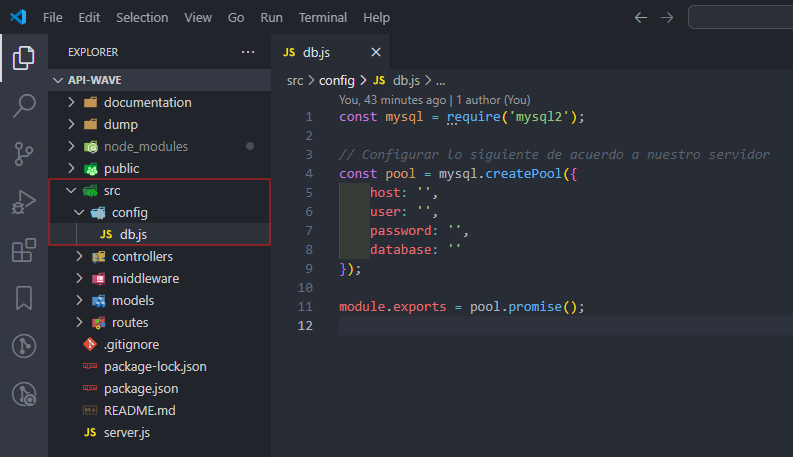 File Edit Selection View Go Run Terminal Help
EXPLORER
API-WAVE
documentation
dump
node_modules
public
src
config
JS db.js
controllers
middleware
models
routes
.gitignore
package-lock.json
package.json
README.md
JS server.js
JS db.js
src > config > JS db.js > ...
You, 43 minutes ago | 1 author (You)
1 const mysql = require('mysql2');
2
3 // Configurar lo siguiente de acuerdo a nuestro servidor
4 const pool = mysql.createPool({
5 host: '',
6 user: '',
7 password: '',
8 database: ''
9 });
10
11 module.exports = pool.promise();
12